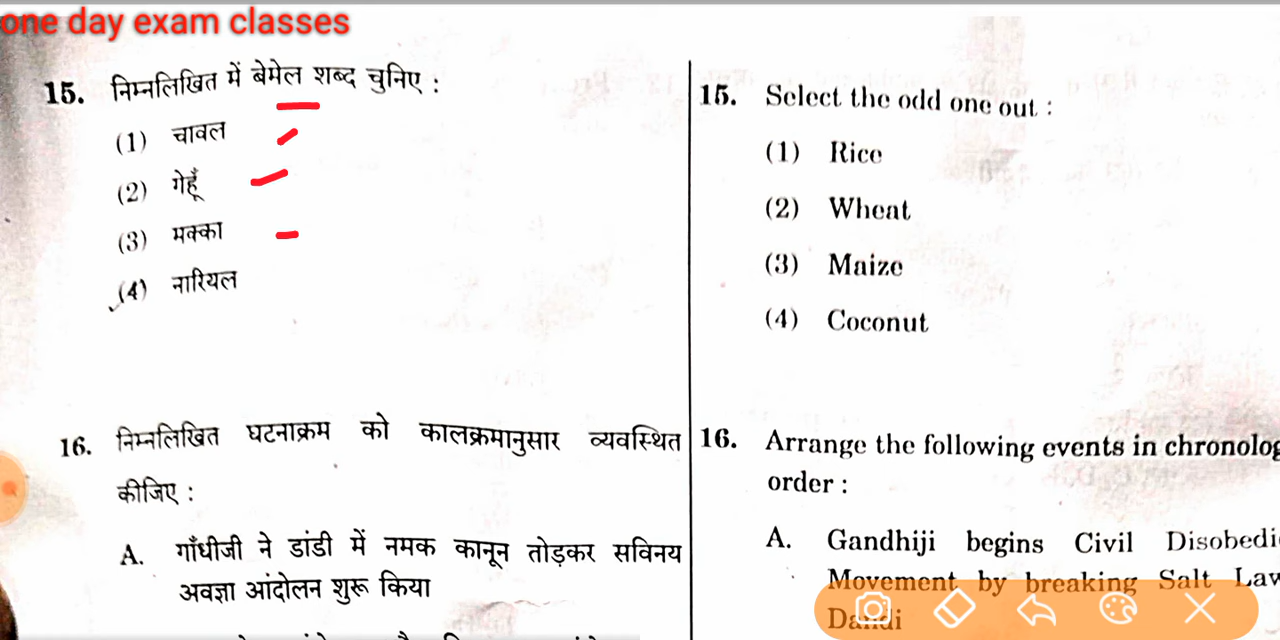 one day exam classes
15. निम्नलिखित में बेमेल शब्द चुनिए :
(1) चावल
(2) गेहूँ
(3) मक्का
(4) नारियल
16. निम्नलिखित घटनाक्रम को कालक्रमानुसार व्यवस्थित
कीजिए :
A. गाँधीजी ने डांडी में नमक कानून तोड़कर सविनय
अवज्ञा आंदोलन शुरू किया
15. Select the odd one out :
(1) Rice
(2) Wheat
(3) Maize
(4) Coconut
16. Arrange the following events in chronolog
order :
A. Gandhiji begins Civil Disobedi
Movement by breaking Salt Law
Dandi